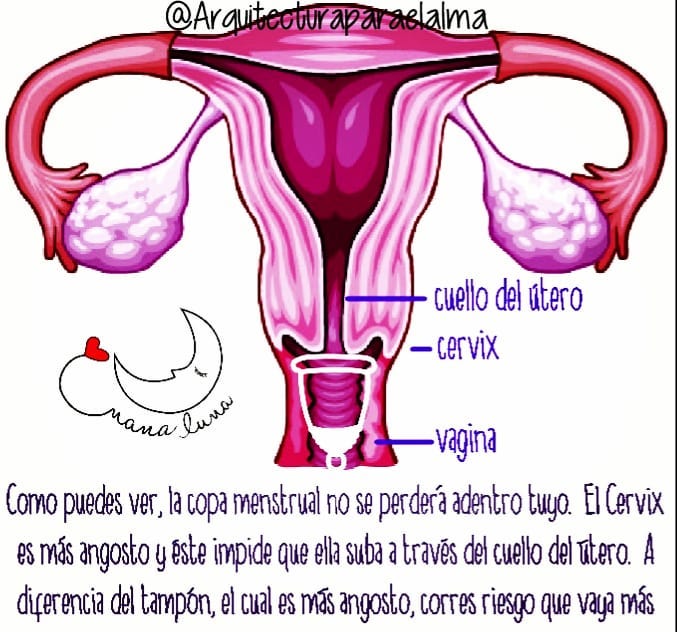 @Arquitecturaparaelalma
cuello del útero
cervix
nana luna
vagina
Como puedes ver, la copa menstrual no se perderá adentro tuyo. El Cervix
es más angosto y éste impide que ella suba a través del cuello del útero. A
diferencia del tampón, el cual es más angosto, corres riesgo que vaya más